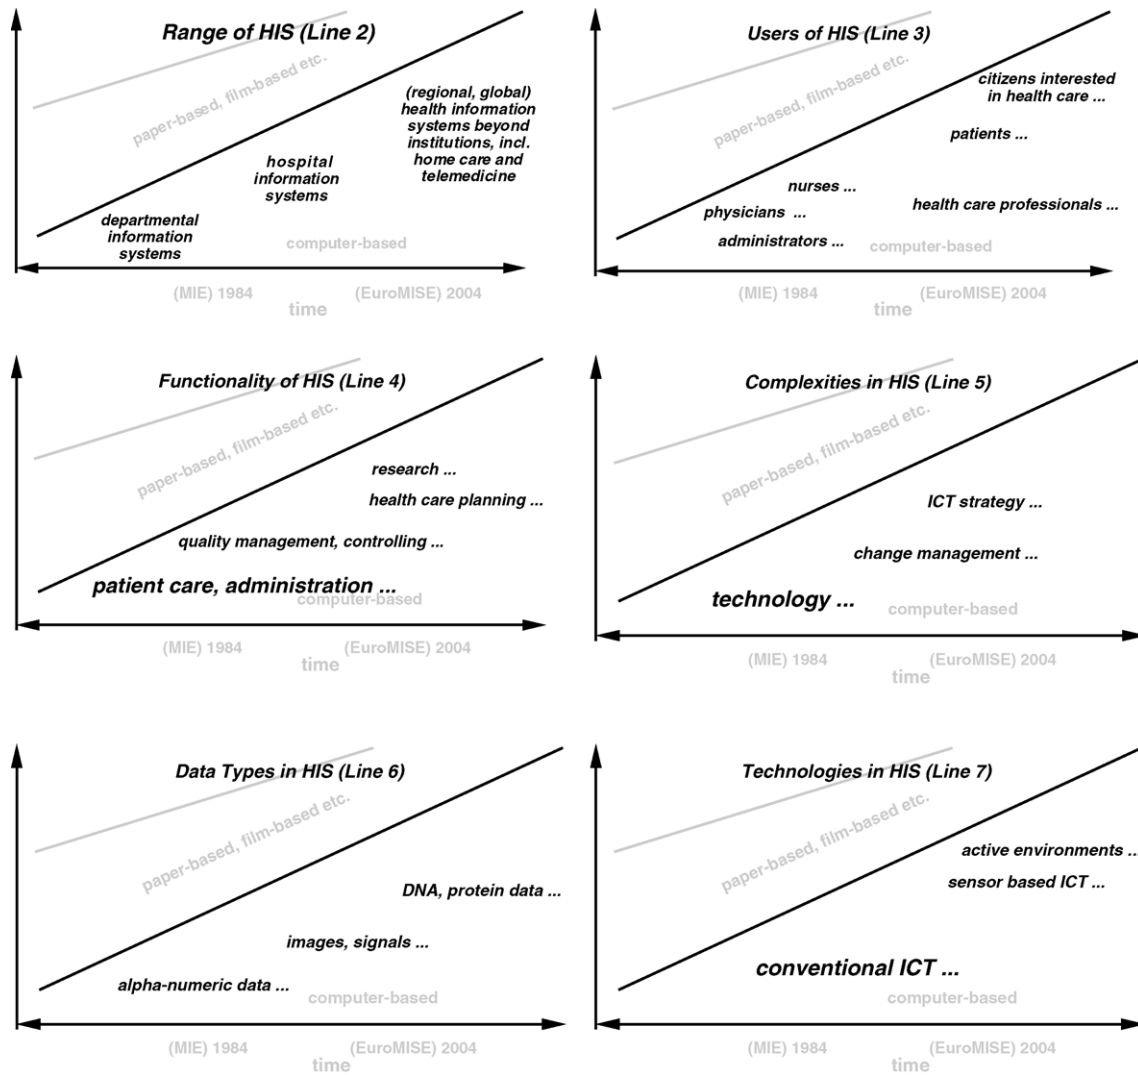 Range of HIS (Line 2)
paper-based, film-based etc.
(regional, global)
health information
systems beyond
institutions, incl.
home care and
telemedicine
hospital
information
systems
departmental
information
systems
computer-based
(MIE) 1984
(EuroMISE) 2004
time
Users of HIS (Line 3)
paper-based, film-based etc.
citizens interested
in health care ...
patients ...
nurses ...
health care professionals ...
physicians ...
administrators ...
computer-based
(MIE) 1984
(EuroMISE) 2004
time
Functionality of HIS (Line 4)
paper-based, film-based etc.
research ...
health care planning ...
quality management, controlling ...
patient care, administration ...
computer-based
(MIE) 1984
(EuroMISE) 2004
time
Complexities in HIS (Line 5)
paper-based, film-based etc.
ICT strategy ...
change management ...
technology ...
computer-based
(MIE) 1984
(EuroMISE) 2004
time
Data Types in HIS (Line 6)
paper-based, film-based etc.
DNA, protein data ...
images, signals ...
alpha-numeric data ...
computer-based
(MIE) 1984
(EuroMISE) 2004
time
Technologies in HIS (Line 7)
paper-based, film-based etc.
active environments ...
sensor based ICT ...
conventional ICT ...
computer-based
(MIE) 1984
(EuroMISE) 2004
time